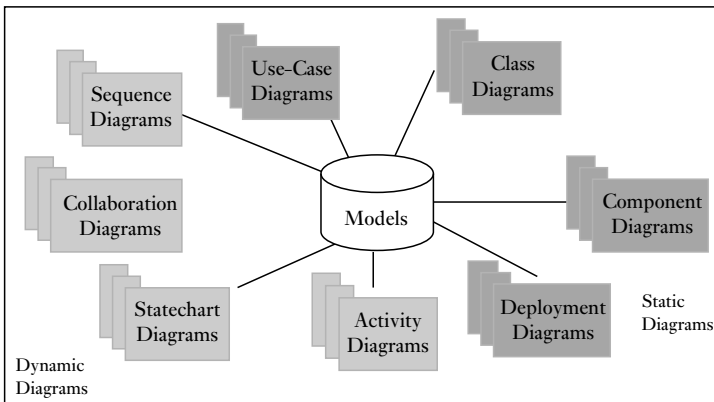 Use-Case
Diagrams
Class
Diagrams
Sequence
Diagrams
Collaboration
Diagrams
Models
Component
Diagrams
Statechart
Diagrams
Activity
Diagrams
Deployment
Diagrams
Static
Diagrams
Dynamic
Diagrams